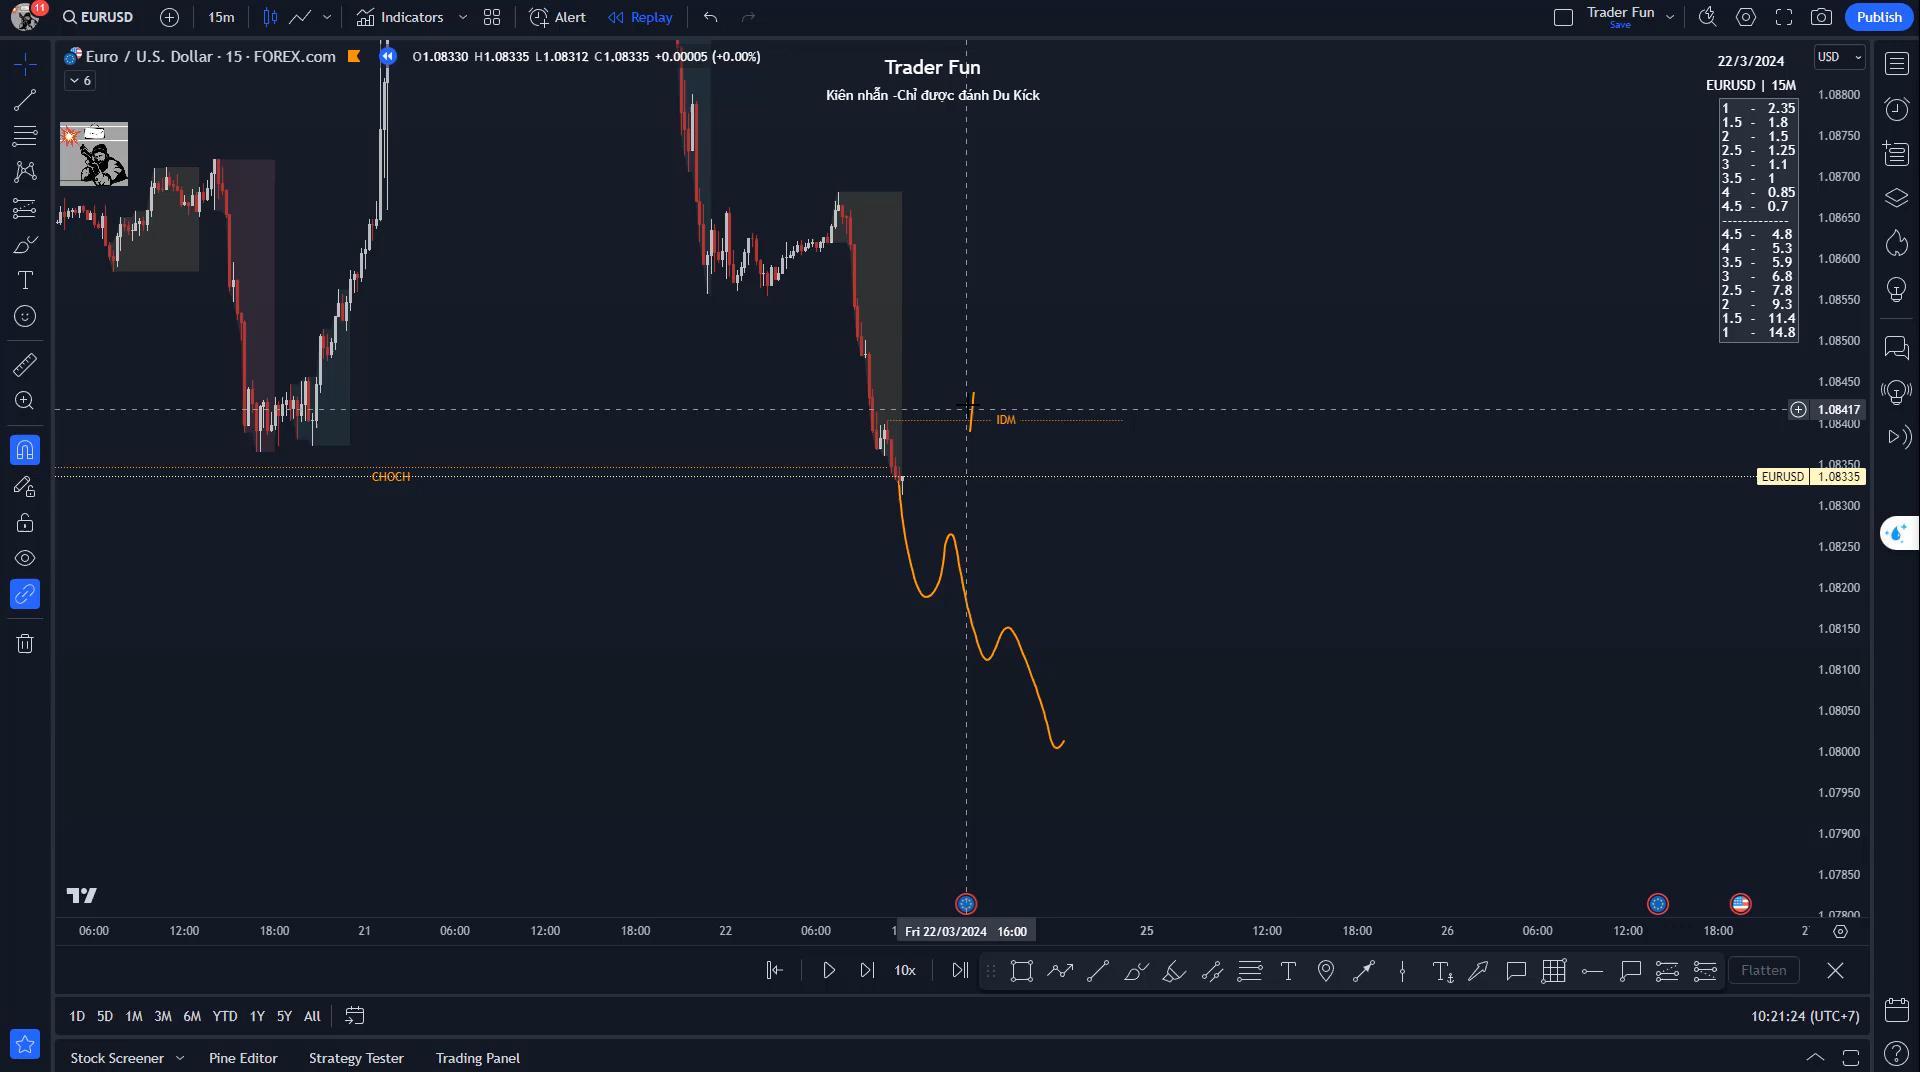 11
EURUSD
15m
Indicators
Alert
Replay
Trader Fun
Save
Publish
Euro / U.S. Dollar · 15 · FOREX.com
O1.08330 H1.08335 L1.08312 C1.08335 +0.00005 (+0.00%)
6
Trader Fun
Kiên nhẫn -Chỉ được đánh Du Kích
22/3/2024
EURUSD | 15M
1 - 2.35
1.5 - 1.8
2 - 1.5
2.5 - 1.25
3 - 1.1
3.5 - 1
4 - 0.85
4.5 - 0.7
-------------
4.5 - 4.8
4 - 5.3
3.5 - 5.9
3 - 6.8
2.5 - 7.8
2 - 9.3
1.5 - 11.4
1 - 14.8
USD
1.08800
1.08750
1.08700
1.08650
1.08600
1.08550
1.08500
1.08450
1.08417
1.08400
1.08350
EURUSD 1.08335
1.08300
1.08250
1.08200
1.08150
1.08100
1.08050
1.08000
1.07950
1.07900
1.07850
1.07800
IDM
CHOCH
06:00 12:00 18:00 21 06:00 12:00 18:00 22 06:00 Fri 22/03/2024 16:00 25 12:00 18:00 26 06:00 12:00 18:00
10x
Flatten
1D 5D 1M 3M 6M YTD 1Y 5Y All
10:21:24 (UTC+7)
Stock Screener Pine Editor Strategy Tester Trading Panel